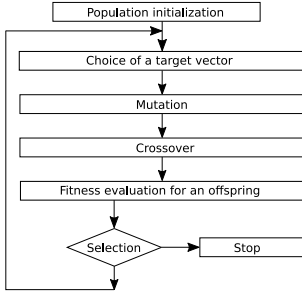 Population initialization
Choice of a target vector
Mutation
Crossover
Fitness evaluation for an offspring
Selection
Stop